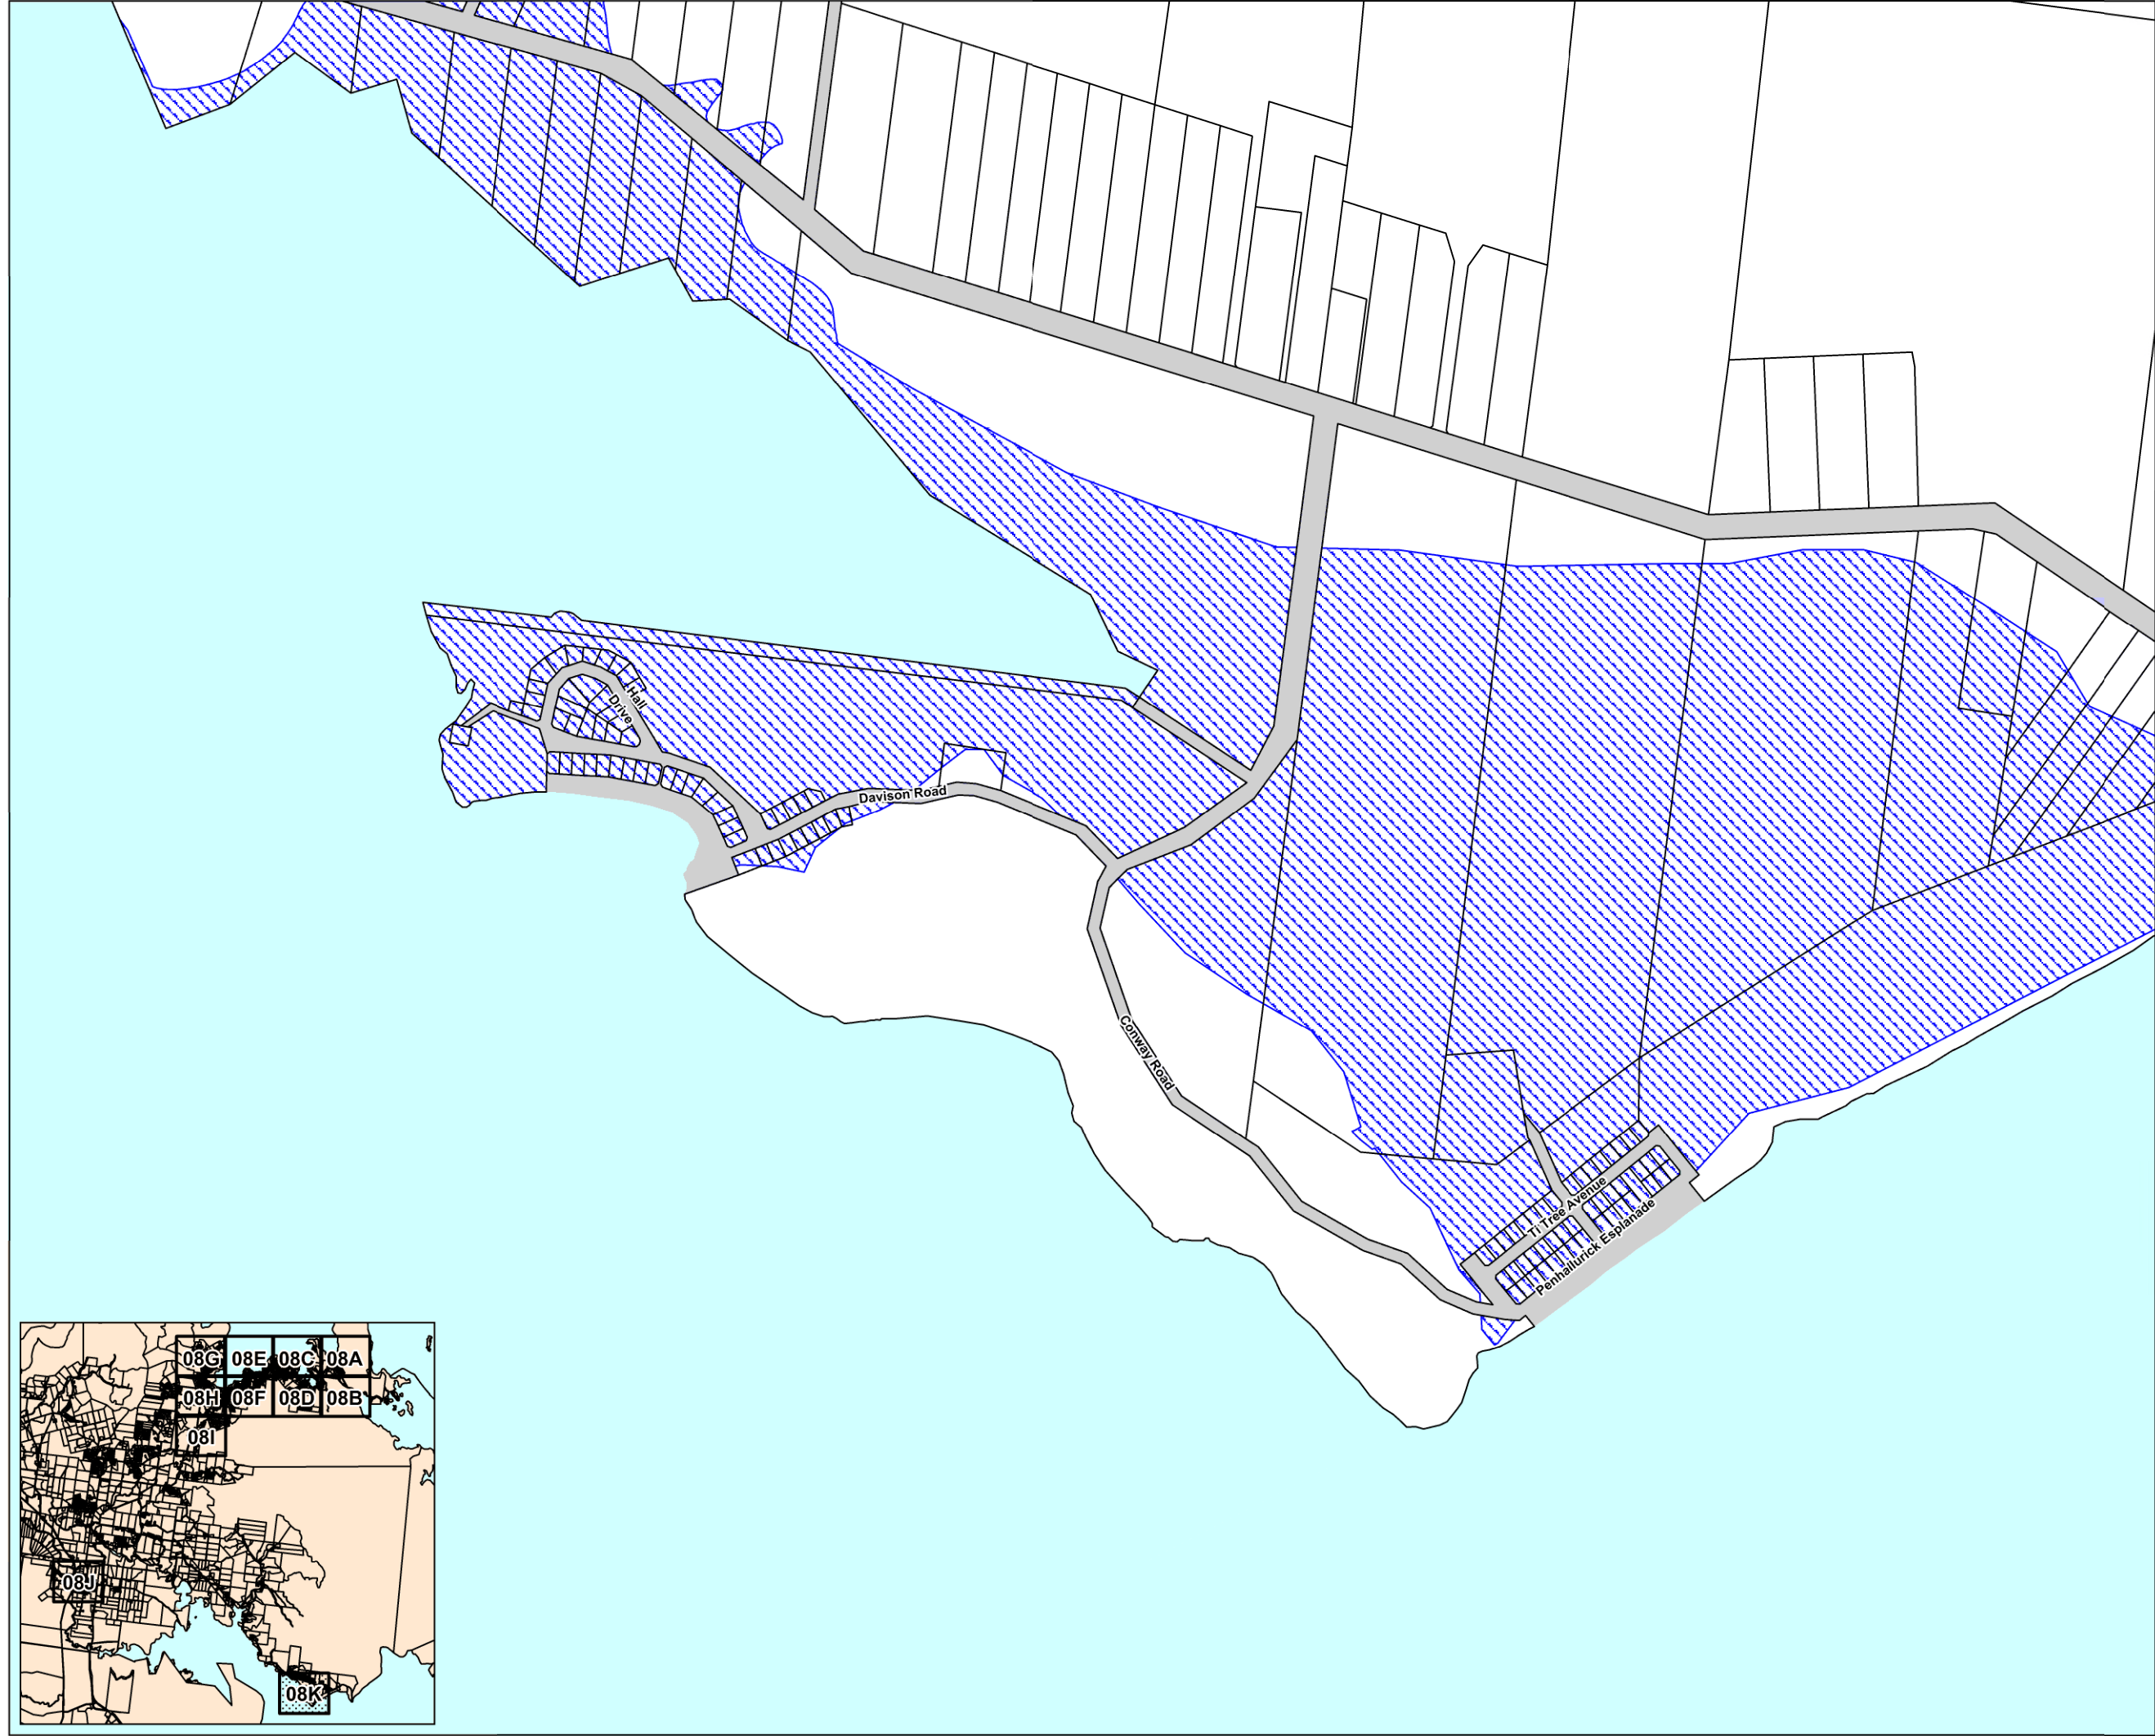 Hall
Drive
Davison Road
Conway Road
Ti Tree Avenue
Penhallurick Esplanade
08G 08E 08C 08A
08H 08F 08D 08B
08I
08J
08K